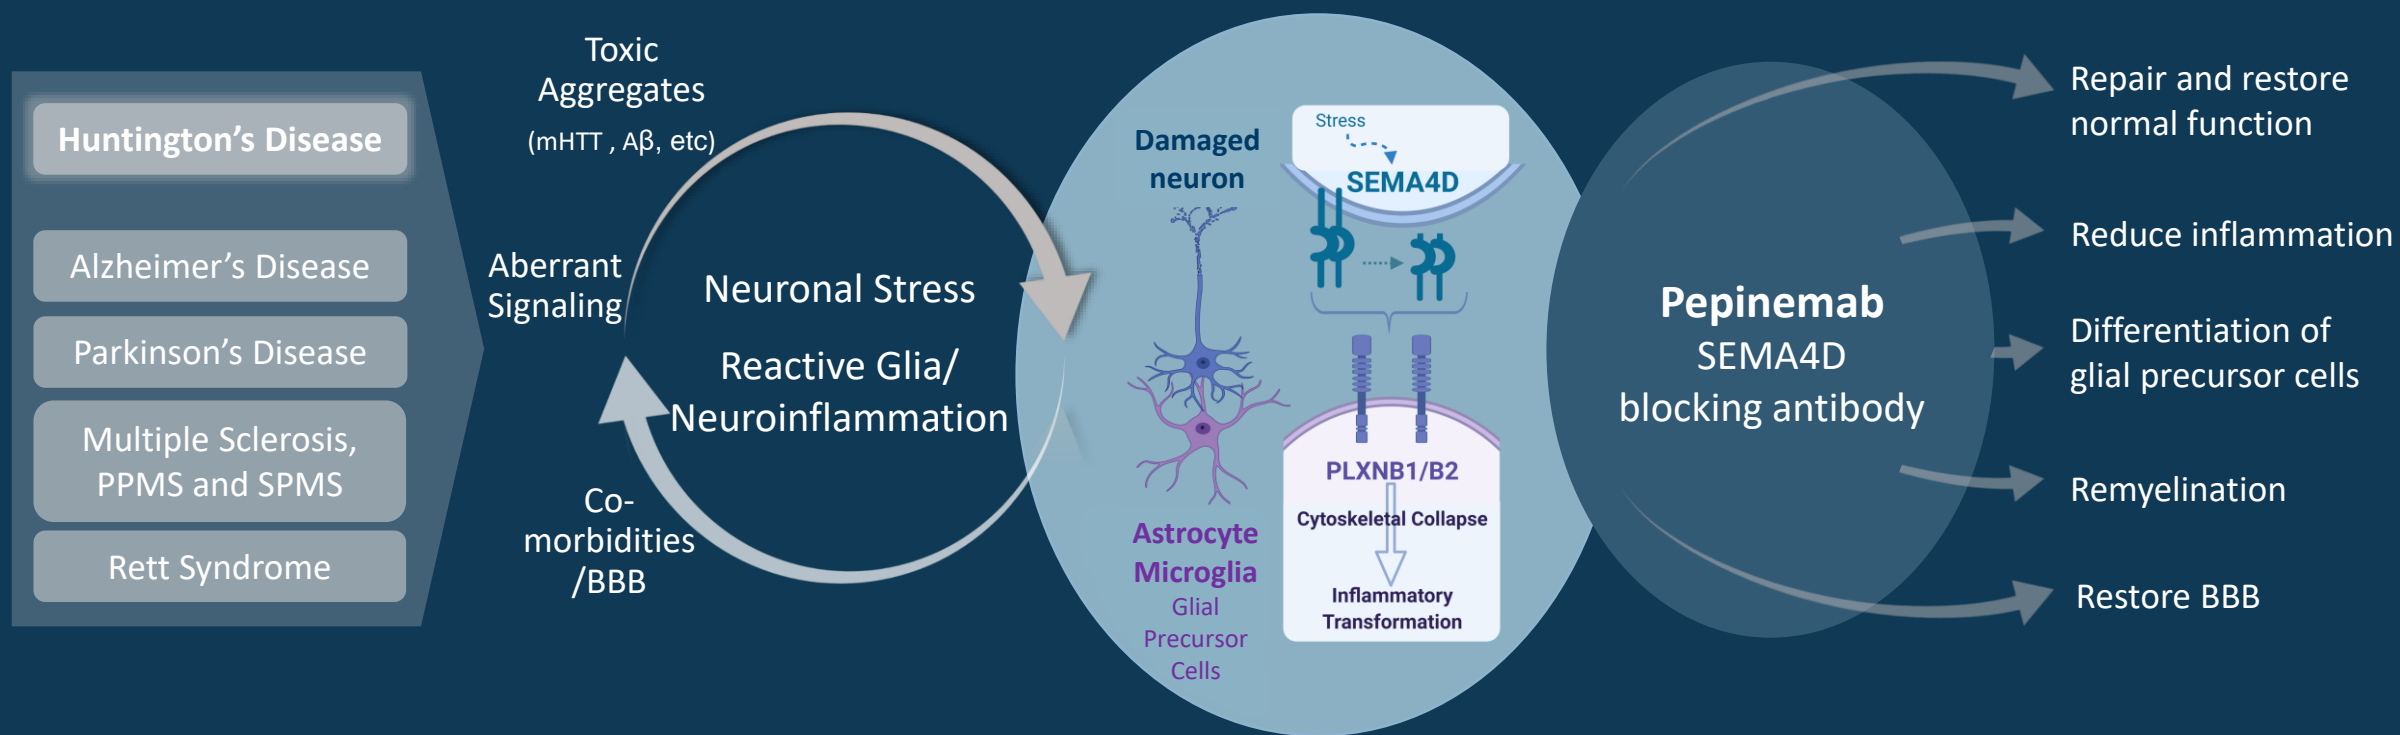 Huntington's Disease
Alzheimer's Disease
Parkinson's Disease
Multiple Sclerosis,
PPMS and SPMS
Rett Syndrome
Toxic
Aggregates
(mHTT , Aβ, etc)
Aberrant
Signaling
Co-
morbidities
/BBB
Neuronal Stress
Reactive Glia/
Neuroinflammation
Damaged
neuron
Astrocyte
Microglia
Glial
Precursor
Cells
Stress
SEMA4D
PLXNB1/B2
Cytoskeletal Collapse
Inflammatory
Transformation
Pepinemab
SEMA4D
blocking antibody
Repair and restore
normal function
Reduce inflammation
Differentiation of
glial precursor cells
Remyelination
Restore BBB